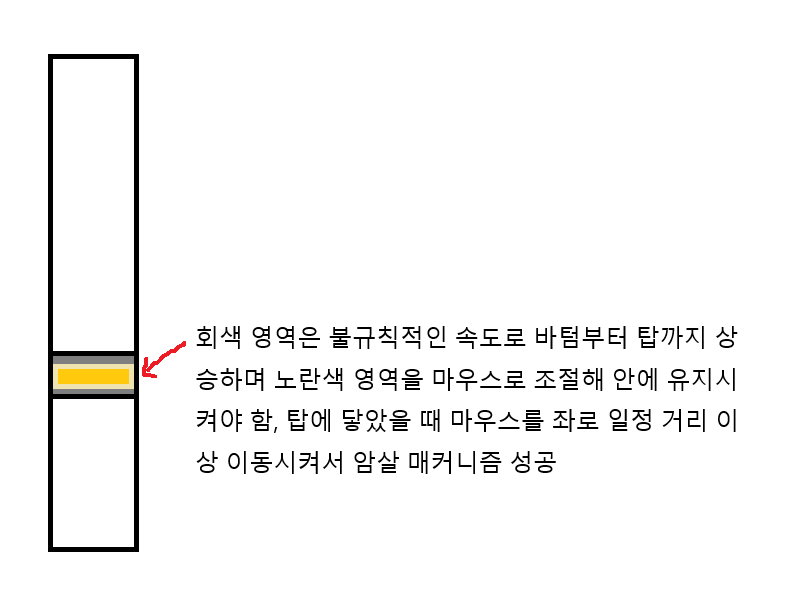 회색 영역은 불규칙적인 속도로 바텀부터 탑까지 상
승하며 노란색 영역을 마우스로 조절해 안에 유지시
켜야 함, 탑에 닿았을 때 마우스를 좌로 일정 거리 이
상 이동시켜서 암살 매커니즘 성공